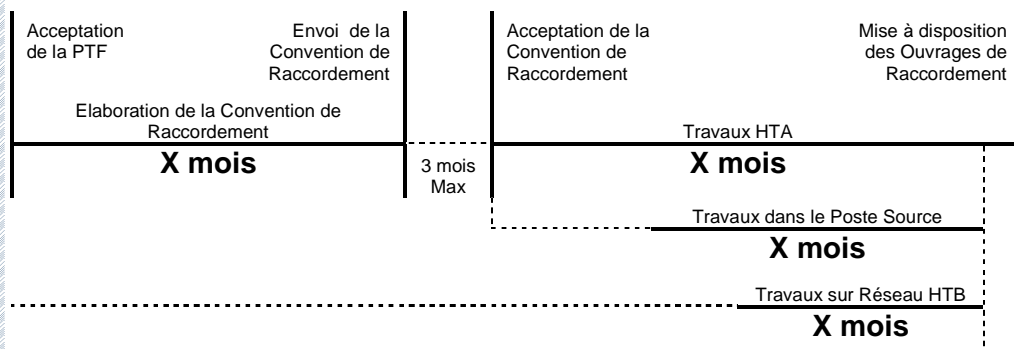 Acceptation
de la PTF
Envoi de la
Convention de
Raccordement
Acceptation de la
Convention de
Raccordement
Mise à disposition
des Ouvrages de
Raccordement
Elaboration de la Convention de
Raccordement
X mois
3 mois
Max
Travaux HTA
X mois
Travaux dans le Poste Source
X mois
Travaux sur Réseau HTB
X mois